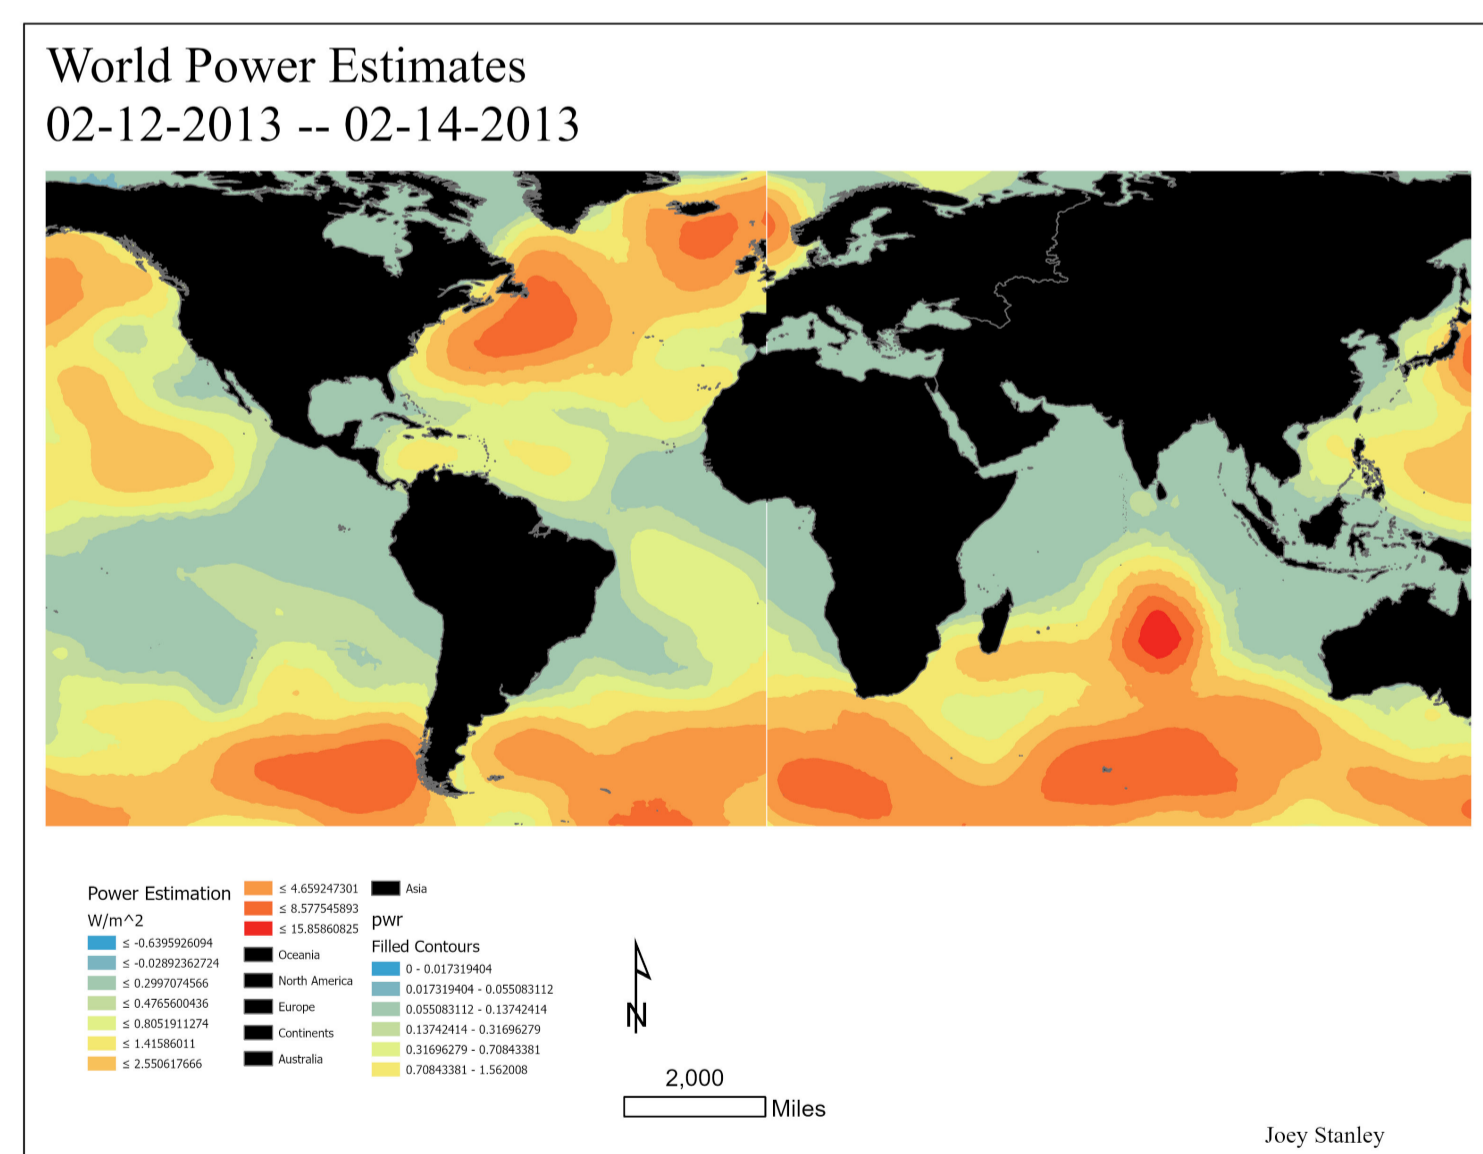 World Power Estimates
02-12-2013 -- 02-14-2013
Power Estimation
W/m^2
≤ -0.6395926094
≤ -0.02892362724
≤ 0.2997074566
≤ 0.4765600436
≤ 0.8051911274
≤ 1.41586011
≤ 2.550617666
≤ 4.659247301
≤ 8.577545893
≤ 15.85860825
Oceania
North America
Europe
Continents
Australia
Asia
pwr
Filled Contours
0 - 0.017319404
0.017319404 - 0.055083112
0.055083112 - 0.13742414
0.13742414 - 0.31696279
0.31696279 - 0.70843381
0.70843381 - 1.562008
N
2,000
Miles
Joey Stanley